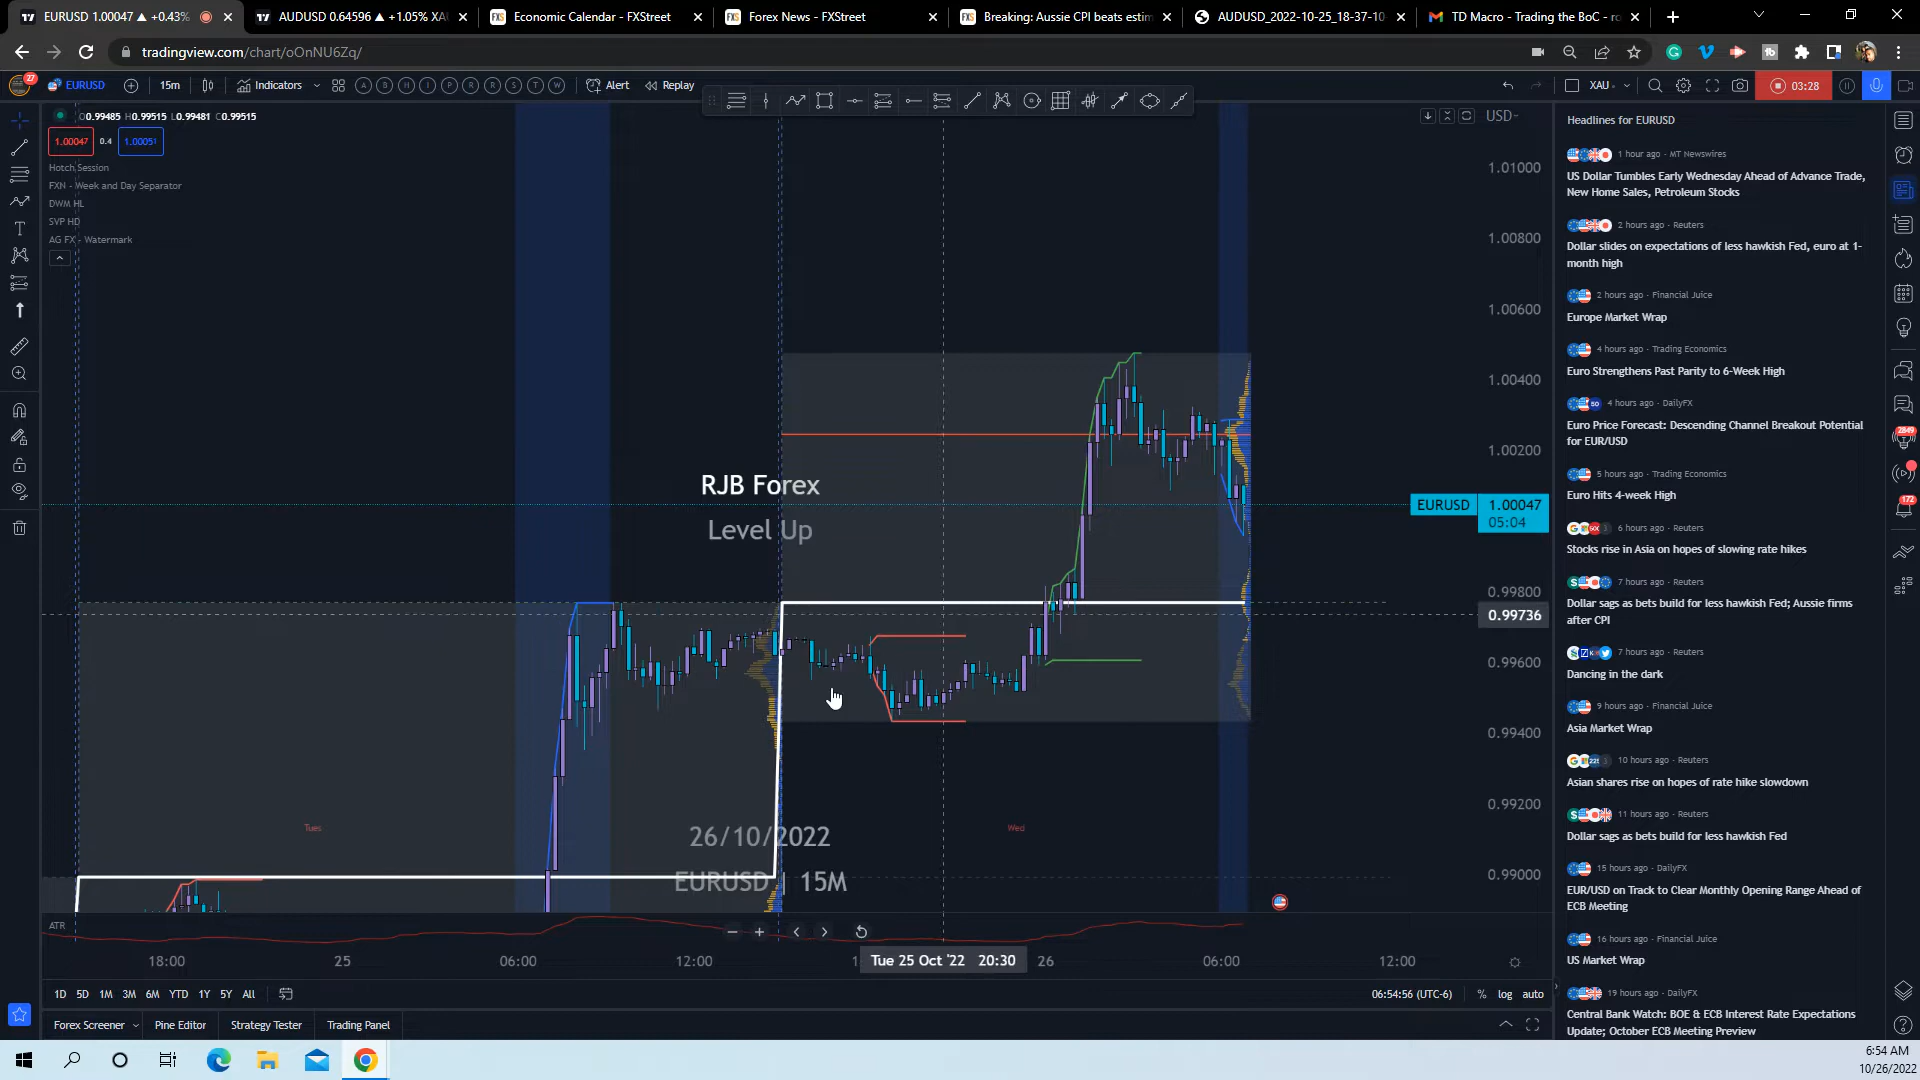 EURUSD 1.00047 ▲ +0.43%
AUDUSD 0.64596 ▲ +1.05% XAU
Economic Calendar - FXStreet
Forex News - FXStreet
Breaking: Aussie CPI beats estim
AUDUSD_2022-10-25_18-37-10
TD Macro - Trading the BoC - ro
tradingview.com/chart/oOnNU6Zq/
27
EURUSD
15m
Indicators
A B H I P R R S T W
Alert
Replay
XAU
03:28
O0.99485 H0.99515 L0.99481 C0.99515
1.00047
0.4
1.00051
Hotch Session
FXN - Week and Day Separator
DWM HL
SVP HD
AG FX - Watermark
USD
1.01000
1.00800
1.00600
1.00400
1.00200
EURUSD
1.00047
05:04
0.99800
0.99736
0.99600
0.99400
0.99200
0.99000
RJB Forex
Level Up
26/10/2022
EURUSD | 15M
Tues
Wed
ATR
18:00
25
06:00
12:00
Tue 25 Oct '22 20:30
26
06:00
12:00
1D 5D 1M 3M 6M YTD 1Y 5Y All
06:54:56 (UTC-6)
% log auto
Forex Screener
Pine Editor
Strategy Tester
Trading Panel
Headlines for EURUSD
1 hour ago - MT Newswires
US Dollar Tumbles Early Wednesday Ahead of Advance Trade,
New Home Sales, Petroleum Stocks
2 hours ago - Reuters
Dollar slides on expectations of less hawkish Fed, euro at 1-
month high
2 hours ago - Financial Juice
Europe Market Wrap
4 hours ago - Trading Economics
Euro Strengthens Past Parity to 6-Week High
4 hours ago - DailyFX
Euro Price Forecast: Descending Channel Breakout Potential
for EUR/USD
5 hours ago - Trading Economics
Euro Hits 4-week High
6 hours ago - Reuters
Stocks rise in Asia on hopes of slowing rate hikes
7 hours ago - Reuters
Dollar sags as bets build for less hawkish Fed; Aussie firms
after CPI
7 hours ago - Reuters
Dancing in the dark
9 hours ago - Financial Juice
Asia Market Wrap
10 hours ago - Reuters
Asian shares rise on hopes of rate hike slowdown
11 hours ago - Reuters
Dollar sags as bets build for less hawkish Fed
15 hours ago - DailyFX
EUR/USD on Track to Clear Monthly Opening Range Ahead of
ECB Meeting
16 hours ago - Financial Juice
US Market Wrap
19 hours ago - DailyFX
Central Bank Watch: BOE & ECB Interest Rate Expectations
Update; October ECB Meeting Preview
2849
172
6:54 AM
10/26/2022